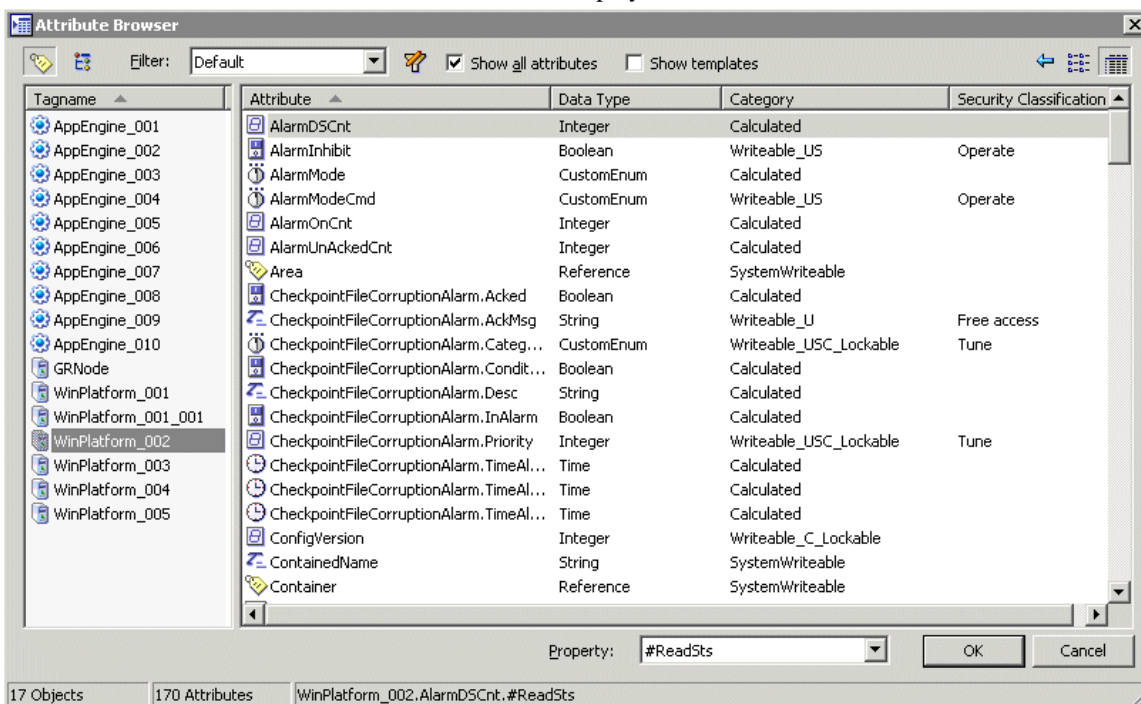 Attribute Browser
Filter: Default Show all attributes Show templates
Tagname Attribute Data Type Category Security Classification
AppEngine_001 AlarmDSCnt Integer Calculated
AppEngine_002 AlarmInhibit Boolean Writeable_US Operate
AppEngine_003 AlarmMode CustomEnum Calculated
AppEngine_004 AlarmModeCmd CustomEnum Writeable_US Operate
AppEngine_005 AlarmOnCnt Integer Calculated
AppEngine_006 AlarmUnAckedCnt Integer Calculated
AppEngine_007 Area Reference SystemWriteable
AppEngine_008 CheckpointFileCorruptionAlarm.Acked Boolean Calculated
AppEngine_009 CheckpointFileCorruptionAlarm.AckMsg String Writeable_U Free access
AppEngine_010 CheckpointFileCorruptionAlarm.Categ... CustomEnum Writeable_USC_Lockable Tune
GRNode CheckpointFileCorruptionAlarm.Condit... Boolean Calculated
WinPlatform_001 CheckpointFileCorruptionAlarm.Desc String Calculated
WinPlatform_001_001 CheckpointFileCorruptionAlarm.InAlarm Boolean Calculated
WinPlatform_002 CheckpointFileCorruptionAlarm.Priority Integer Writeable_USC_Lockable Tune
WinPlatform_003 CheckpointFileCorruptionAlarm.TimeAl... Time Calculated
WinPlatform_004 CheckpointFileCorruptionAlarm.TimeAl... Time Calculated
WinPlatform_005 CheckpointFileCorruptionAlarm.TimeAl... Time Calculated
ConfigVersion Integer Writeable_C_Lockable
ContainedName String SystemWriteable
Container Reference SystemWriteable
Property: #ReadSts OK Cancel
17 Objects 170 Attributes WinPlatform_002.AlarmDSCnt.#ReadSts